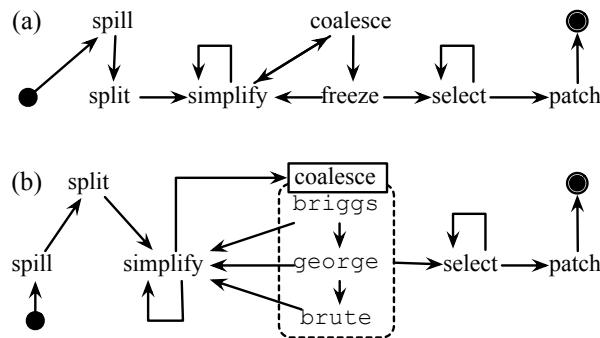 (a) spill coalesce
split simplify freeze select patch
(b) split coalesce
briggs
spill simplify george select patch
brute